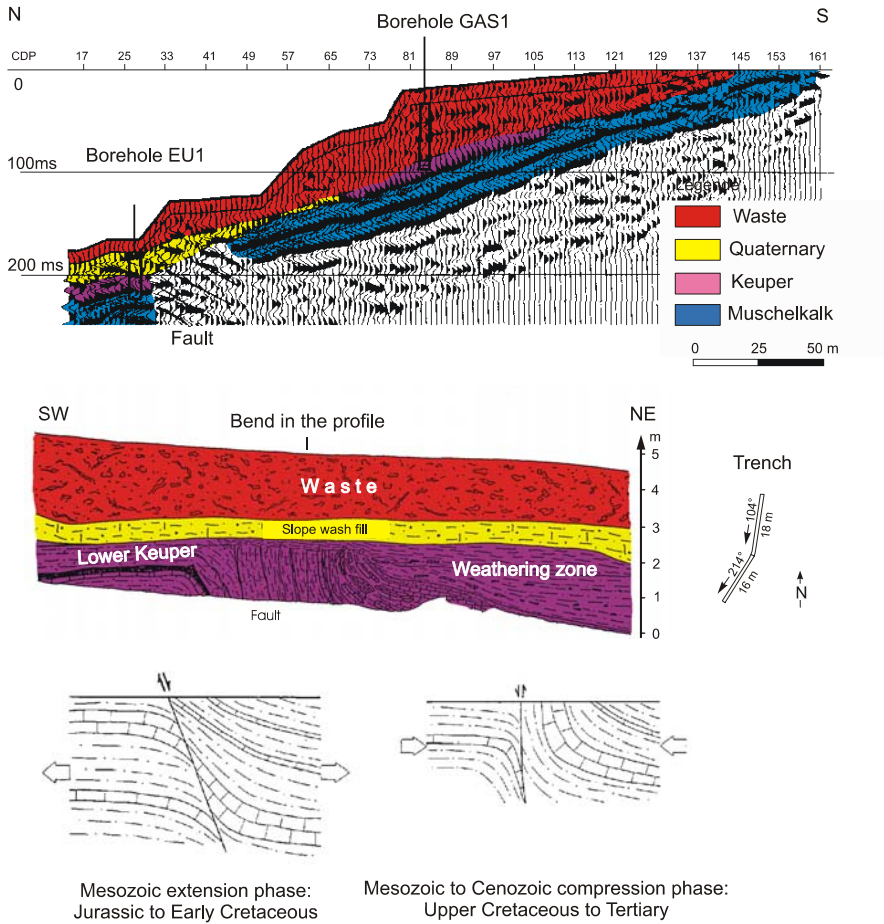 N
Borehole GAS1
S
CDP 17 25 33 41 49 57 65 73 81 89 97 105 113 121 129 137 145 153 161
0
100ms
Borehole EU1
200 ms
Fault
Legende
Waste
Quaternary
Keuper
Muschelkalk
0 25 50 m
SW
Bend in the profile
NE
m
5
4
3
2
1
0
Waste
Slope wash fill
Lower Keuper
Weathering zone
Fault
Trench
104°
18 m
214°
16 m
N
Mesozoic extension phase:
Jurassic to Early Cretaceous
Mesozoic to Cenozoic compression phase:
Upper Cretaceous to Tertiary